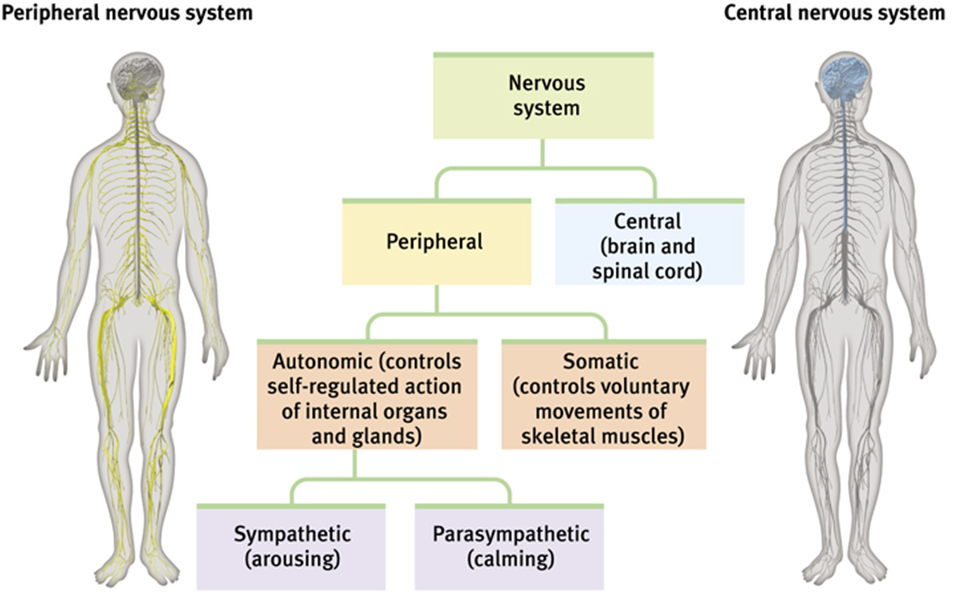 Peripheral nervous system
Central nervous system
Nervous
system
Peripheral
Central
(brain and
spinal cord)
Autonomic (controls
self-regulated action
of internal organs
and glands)
Somatic
(controls voluntary
movements of
skeletal muscles)
Sympathetic
(arousing)
Parasympathetic
(calming)